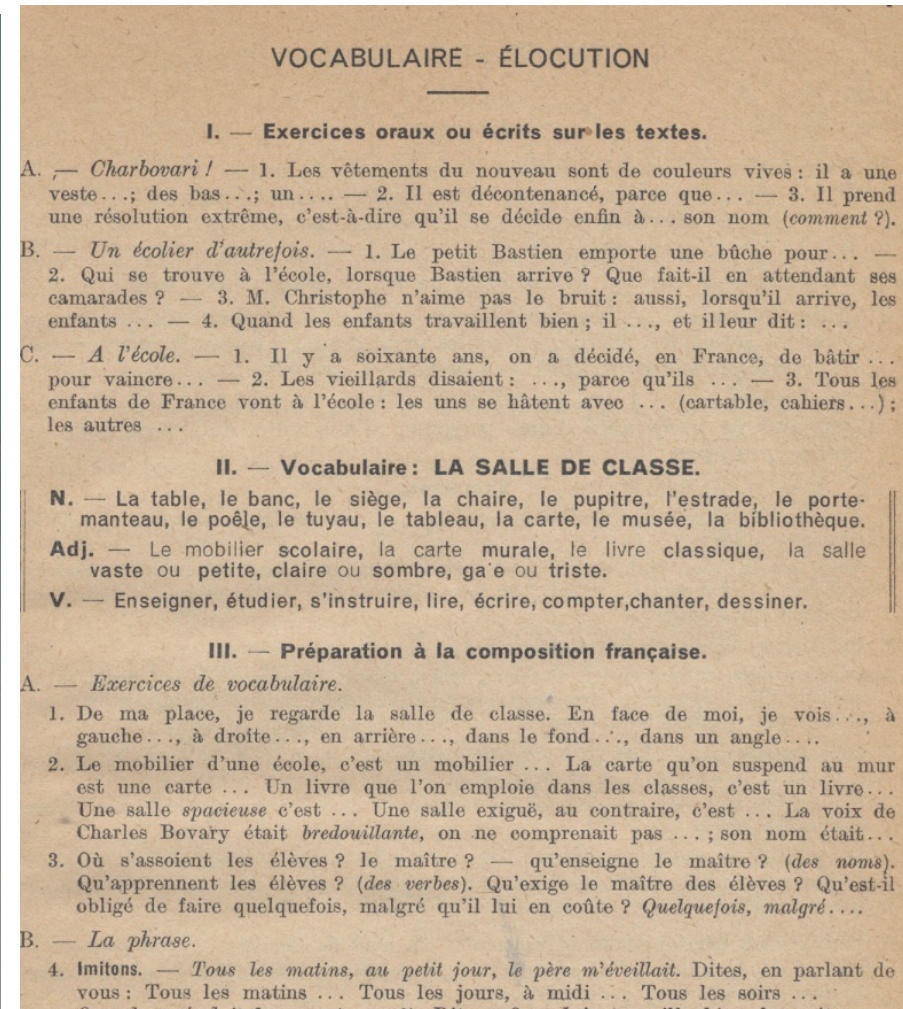 VOCABULAIRE - ÉLOCUTION
I. — Exercices oraux ou écrits sur les textes.
A. — Charbovari ! — 1. Les vêtements du nouveau sont de couleurs vives : il a une
veste...; des bas...; un.... — 2. Il est décontenancé, parce que... — 3. Il prend
une résolution extrême, c'est-à-dire qu'il se décide enfin à... son nom (comment ?).
B. — Un écolier d'autrefois. — 1. Le petit Bastien emporte une bûche pour... —
2. Qui se trouve à l'école, lorsque Bastien arrive ? Que fait-il en attendant ses
camarades ? — 3. M. Christophe n'aime pas le bruit : aussi, lorsqu'il arrive, les
enfants ... — 4. Quand les enfants travaillent bien ; il ..., et il leur dit : ...
C. — A l'école. — 1. Il y a soixante ans, on a décidé, en France, de bâtir ...
pour vaincre... — 2. Les vieillards disaient : ..., parce qu'ils ... — 3. Tous les
enfants de France vont à l'école : les uns se hâtent avec ... (cartable, cahiers...) ;
les autres ...
II. — Vocabulaire : LA SALLE DE CLASSE.
N. — La table, le banc, le siège, la chaire, le pupitre, l'estrade, le porte-
manteau, le poêle, le tuyau, le tableau, la carte, le musée, la bibliothèque.
Adj. — Le mobilier scolaire, la carte murale, le livre classique, la salle
vaste ou petite, claire ou sombre, ga e ou triste.
V. — Enseigner, étudier, s'instruire, lire, écrire, compter,chanter, dessiner.
III. — Préparation à la composition française.
A. — Exercices de vocabulaire.
1. De ma place, je regarde la salle de classe. En face de moi, je vois..., à
gauche..., à droite..., en arrière..., dans le fond..., dans un angle....
2. Le mobilier d'une école, c'est un mobilier ... La carte qu'on suspend au mur
est une carte ... Un livre que l'on emploie dans les classes, c'est un livre...
Une salle spacieuse c'est ... Une salle exiguë, au contraire, c'est ... La voix de
Charles Bovary était bredouillante, on ne comprenait pas ... ; son nom était...
3. Où s'assoient les élèves ? le maître ? — qu'enseigne le maître ? (des noms).
Qu'apprennent les élèves ? (des verbes). Qu'exige le maître des élèves ? Qu'est-il
obligé de faire quelquefois, malgré qu'il lui en coûte ? Quelquefois, malgré....
B. — La phrase.
4. Imitons. — Tous les matins, au petit jour, le père m'éveillait. Dites, en parlant de
vous : Tous les matins ... Tous les jours, à midi ... Tous les soirs ...